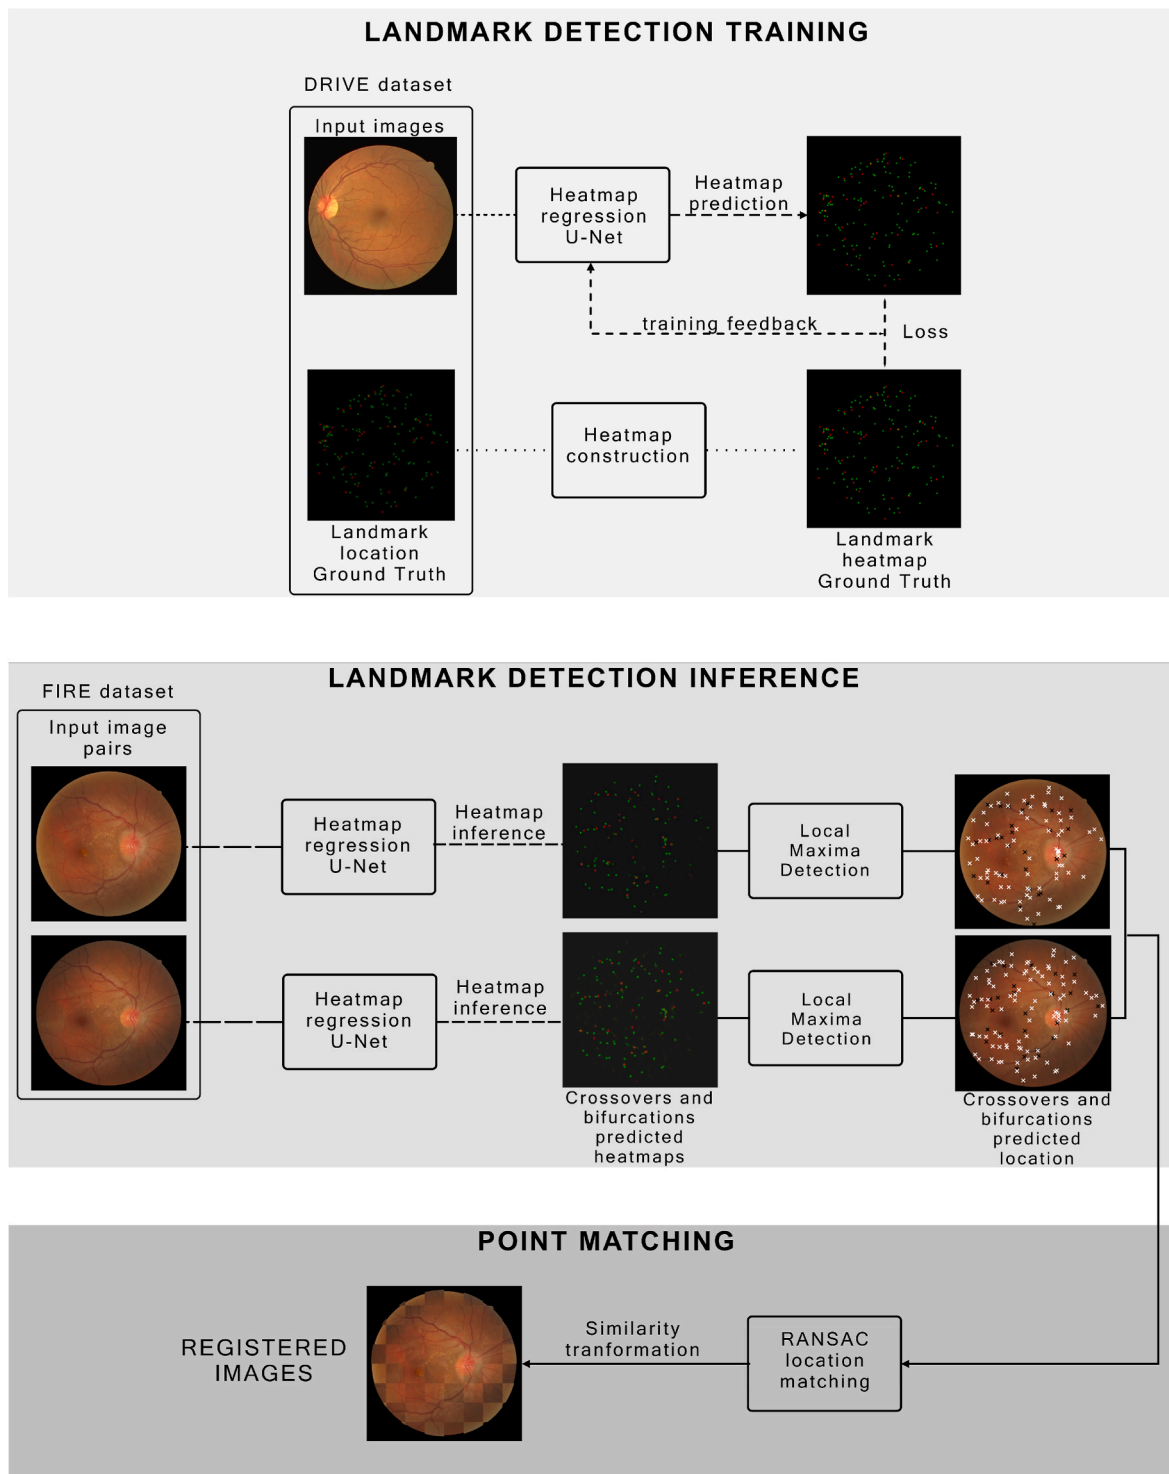 LANDMARK DETECTION TRAINING
DRIVE dataset
Input images
Heatmap
regression
U-Net
Heatmap
prediction
training feedback
Loss
Heatmap
construction
Landmark
location
Ground Truth
Landmark
heatmap
Ground Truth
LANDMARK DETECTION INFERENCE
FIRE dataset
Input image
pairs
Heatmap
regression
U-Net
Heatmap
inference
Local
Maxima
Detection
Heatmap
regression
U-Net
Heatmap
inference
Local
Maxima
Detection
Crossovers and
bifurcations
predicted
heatmaps
Crossovers and
bifurcations
predicted
location
POINT MATCHING
REGISTERED
IMAGES
Similarity
tranformation
RANSAC
location
matching